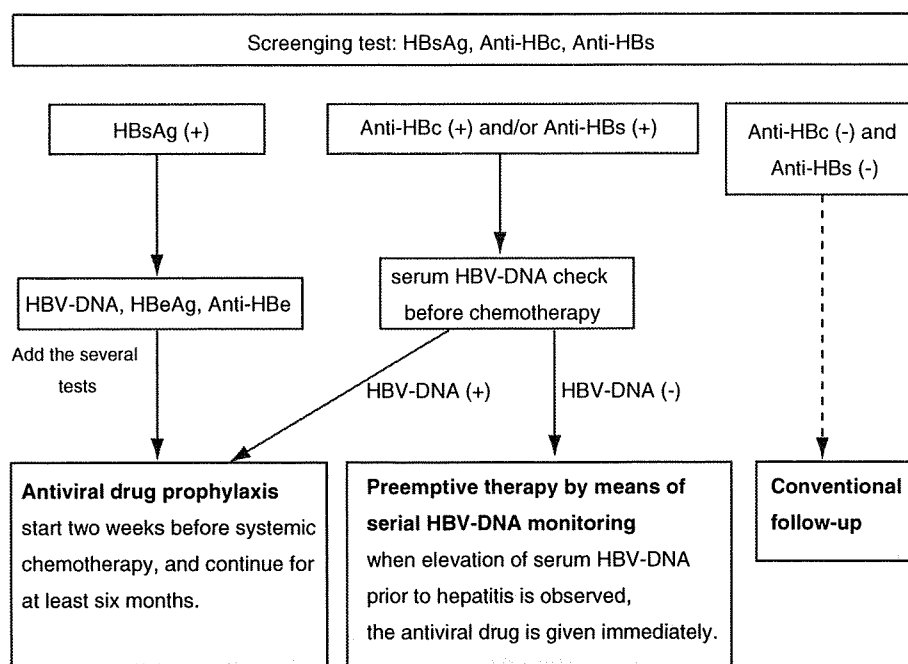 Screenging test: HBsAg, Anti-HBc, Anti-HBs
HBsAg (+)
Anti-HBc (+) and/or Anti-HBs (+)
Anti-HBc (-) and
Anti-HBs (-)
HBV-DNA, HBeAg, Anti-HBe
serum HBV-DNA check
before chemotherapy
Add the several
tests
HBV-DNA (+)
HBV-DNA (-)
Antiviral drug prophylaxis
start two weeks before systemic
chemotherapy, and continue for
at least six months.
Preemptive therapy by means of
serial HBV-DNA monitoring
when elevation of serum HBV-DNA
prior to hepatitis is observed,
the antiviral drug is given immediately.
Conventional
follow-up